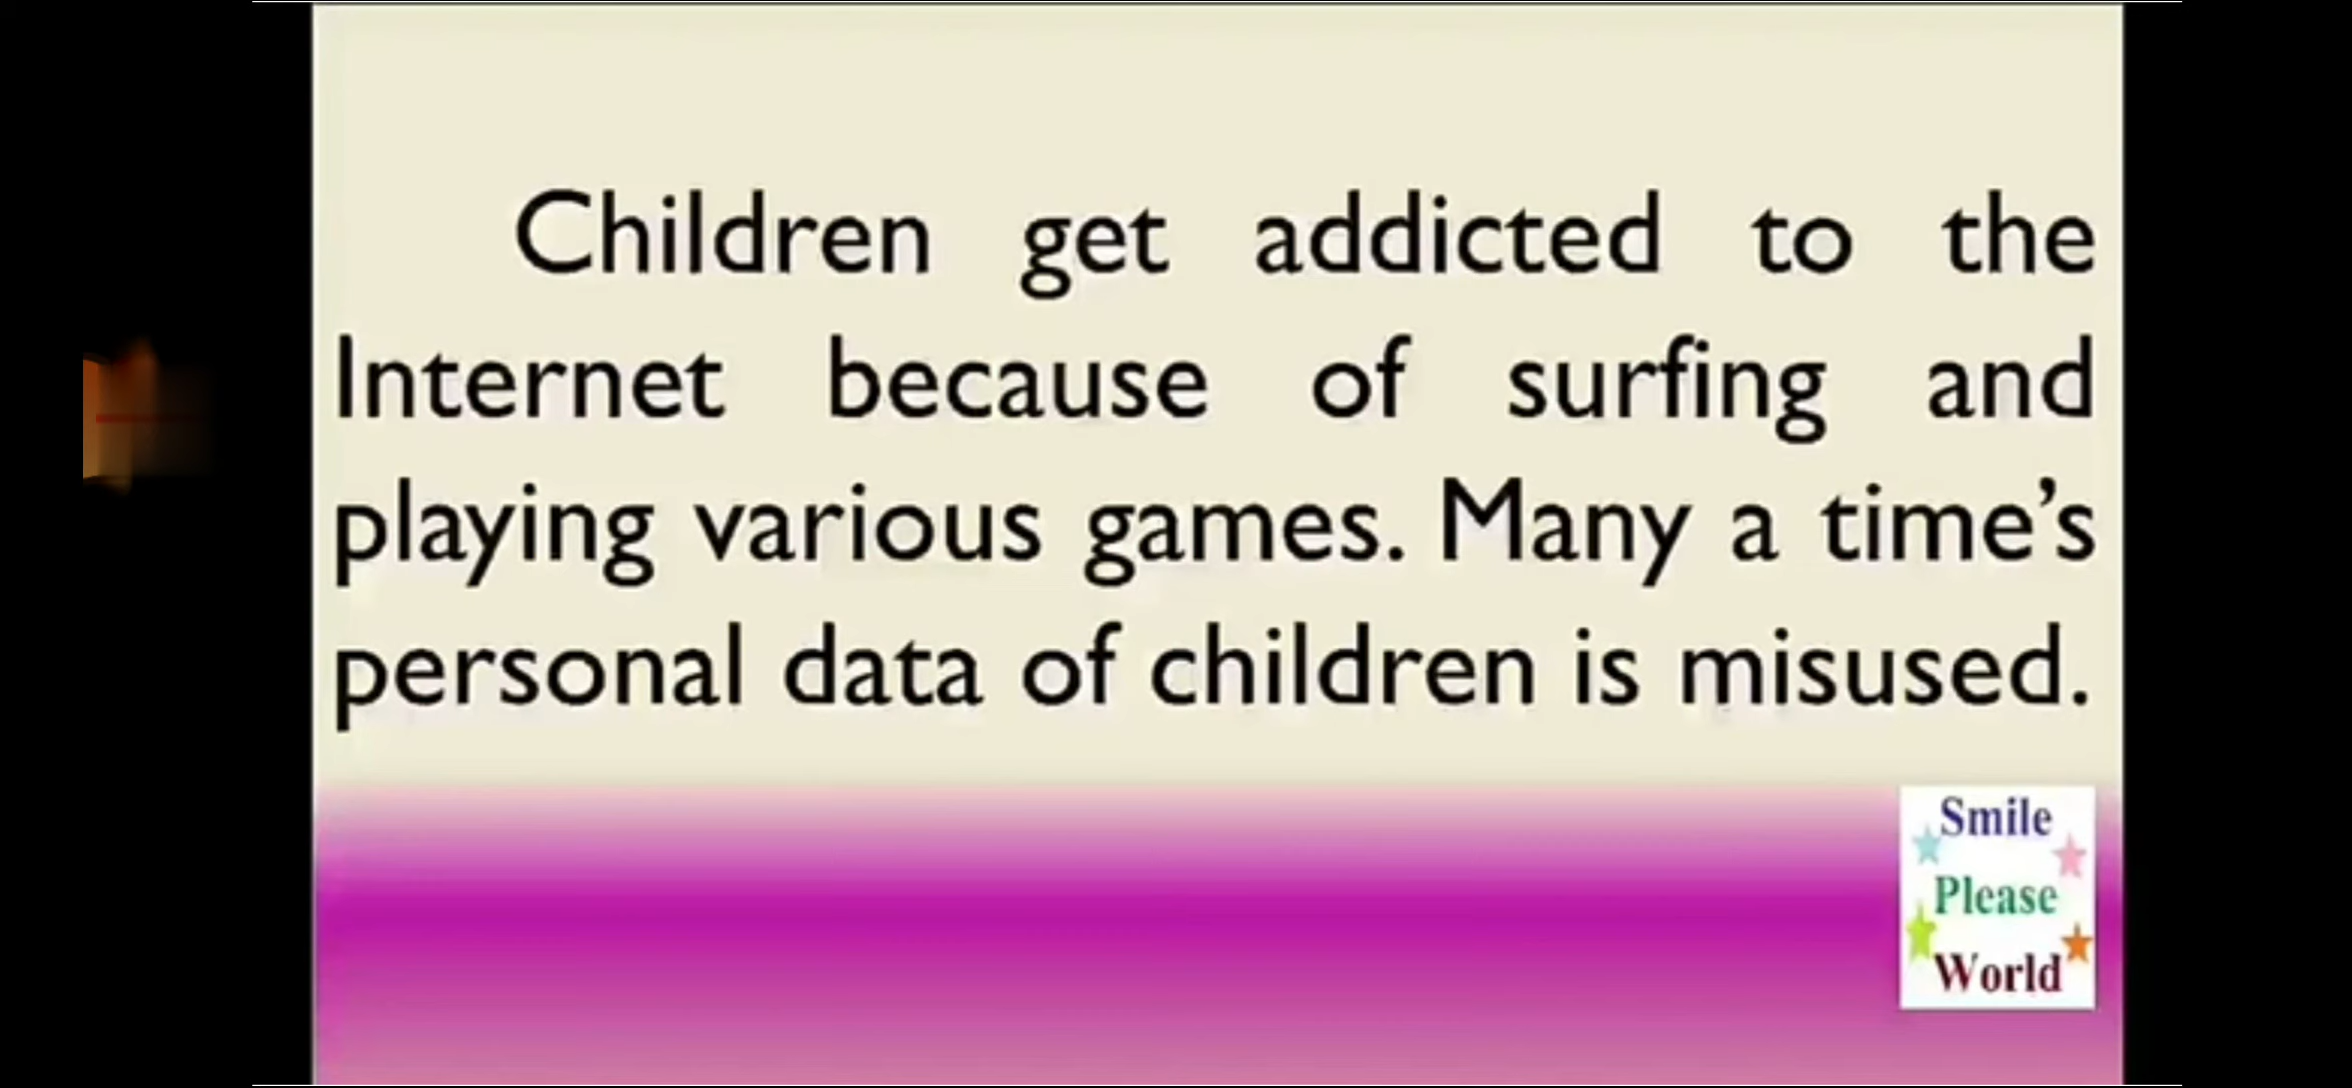 Children get addicted to the
Internet because of surfing and
playing various games. Many a time’s
personal data of children is misused.
Smile
Please
World